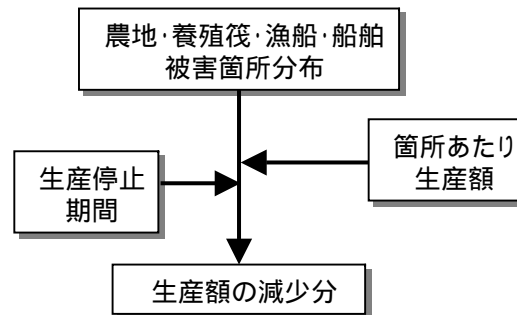 農地･養殖筏･漁船･船舶
被害箇所分布
箇所あたり
生産額
生産停止
期間
生産額の減少分